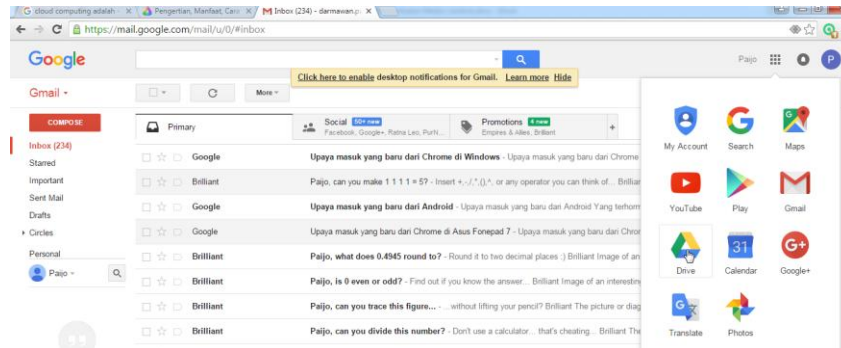 cloud computing adalah -
Pengertian, Manfaat, Cara
Inbox (234) - darmawan.p
https://mail.google.com/mail/u/0/#inbox
Google
Paijo
P
Click here to enable desktop notifications for Gmail. Learn more Hide
Gmail
More
COMPOSE
Inbox (234)
Starred
Important
Sent Mail
Drafts
Circles
Personal
Paijo
Primary
Social 50+ new
Facebook, Google+, Ratna Leo,
Promotions 4 new
Empires & Allies, Brilliant
+
Google Upaya masuk yang baru dari Chrome di Windows - Upaya masuk yang baru dari Chrome
Brilliant Paijo, can you make 1 1 1 1 = 5? - Insert +,-,/,*,(),^, or any operator you can think of...
Google Upaya masuk yang baru dari Android - Upaya masuk yang baru dari Android Yang
Google Upaya masuk yang baru dari Chrome di Asus Fonepad 7 - Upaya masuk yang baru dari
Brilliant Paijo, what does 0.4945 round to? - Round it to two decimal places :) Brilliant Image of an
Brilliant Paijo, is 0 even or odd? - Find out if you know the answer... Brilliant Image of an
Brilliant Paijo, can you trace this figure... - ... without lifting your pencil? Brilliant The picture or
Brilliant Paijo, can you divide this number? - Don't use a calculator... that's cheating... Brilliant
My Account Search Maps
YouTube Play Gmail
31
G+
Drive Calendar Google+
Translate Photos